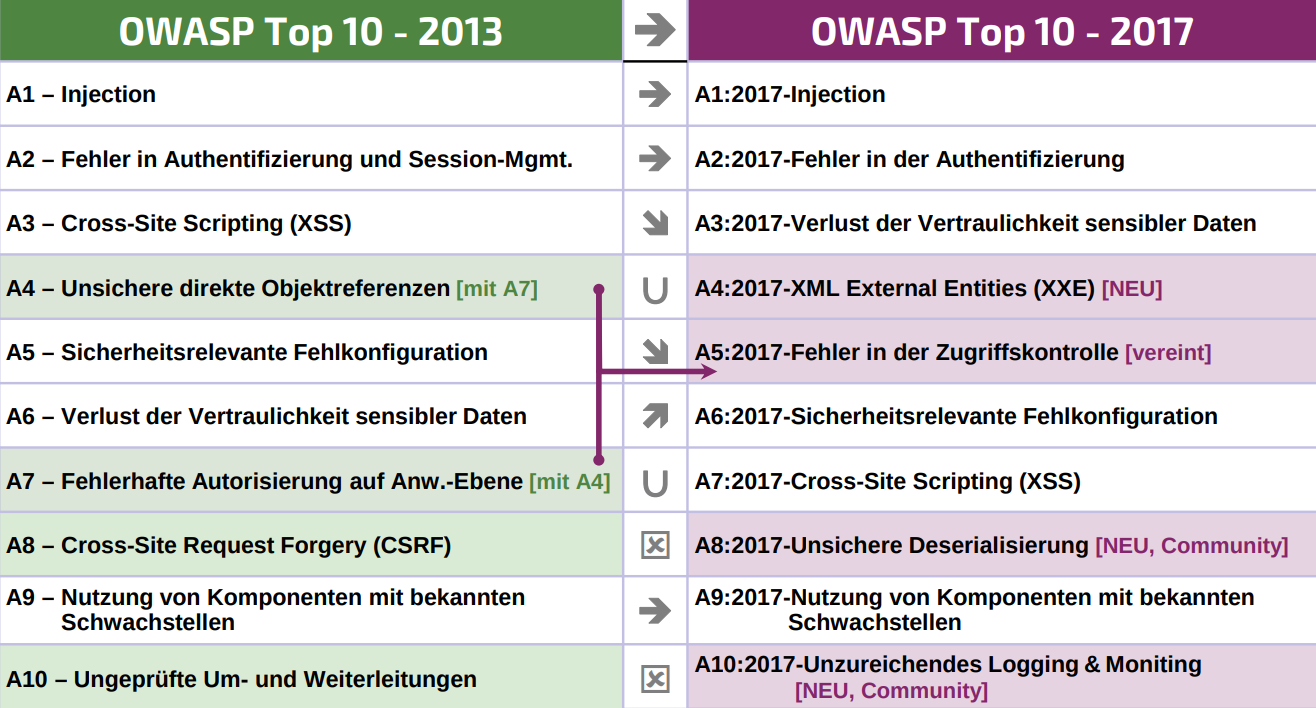 OWASP Top 10 - 2013
OWASP Top 10 - 2017
A1 – Injection
A1:2017-Injection
A2 – Fehler in Authentifizierung und Session-Mgmt.
A2:2017-Fehler in der Authentifizierung
A3 – Cross-Site Scripting (XSS)
A3:2017-Verlust der Vertraulichkeit sensibler Daten
A4 – Unsichere direkte Objektreferenzen [mit A7]
A4:2017-XML External Entities (XXE) [NEU]
A5 – Sicherheitsrelevante Fehlkonfiguration
A5:2017-Fehler in der Zugriffskontrolle [vereint]
A6 – Verlust der Vertraulichkeit sensibler Daten
A6:2017-Sicherheitsrelevante Fehlkonfiguration
A7 – Fehlerhafte Autorisierung auf Anw.-Ebene [mit A4]
A7:2017-Cross-Site Scripting (XSS)
A8 – Cross-Site Request Forgery (CSRF)
A8:2017-Unsichere Deserialisierung [NEU, Community]
A9 – Nutzung von Komponenten mit bekannten
Schwachstellen
A9:2017-Nutzung von Komponenten mit bekannten
Schwachstellen
A10 – Ungeprüfte Um- und Weiterleitungen
A10:2017-Unzureichendes Logging & Moniting
[NEU, Community]